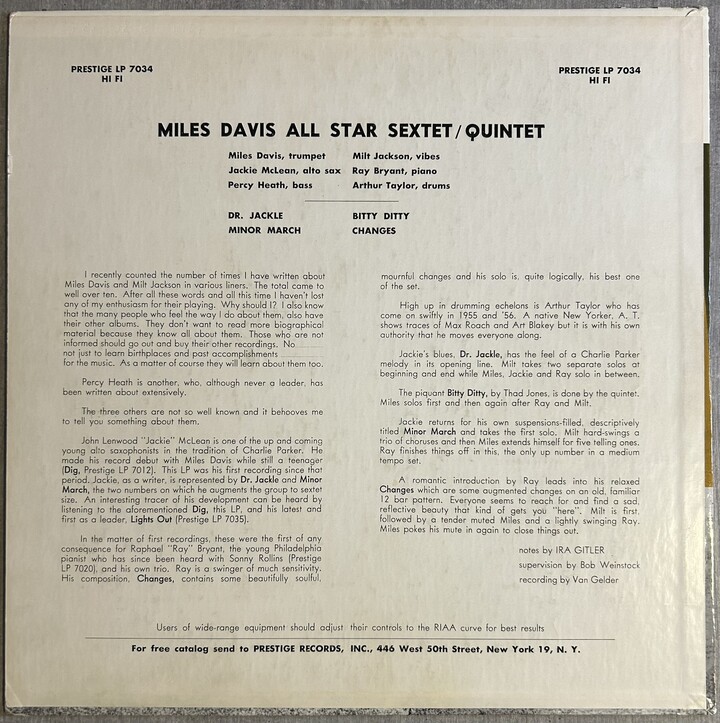 PRESTIGE LP 7034
HI FI
PRESTIGE LP 7034
HI FI
MILES DAVIS ALL STAR SEXTET/QUINTET
Miles Davis, trumpet
Jackie McLean, alto sax
Percy Heath, bass
Milt Jackson, vibes
Ray Bryant, piano
Arthur Taylor, drums
DR. JACKLE
MINOR MARCH
BITTY DITTY
CHANGES
I recently counted the number of times I have written about
Miles Davis and Milt Jackson in various liners. The total came to
well over ten. After all these words and all this time I haven't lost
any of my enthusiasm for their playing. Why should I? I also know
that the many people who feel the way I do about them, also have
their other albums. They don't want to read more biographical
material because they know all about them. Those who are not
informed should go out and buy their other recordings. No
not just to learn birthplaces and past accomplishments
for the music. As a matter of course they will learn about them too.
Percy Heath is another, who, although never a leader, has
been written about extensively.
The three others are not so well known and it behooves me
to tell you something about them.
John Lenwood "Jackie" McLean is one of the up and coming
young alto saxophonists in the tradition of Charlie Parker. He
made his record debut with Miles Davis while still a teenager
(Dig, Prestige LP 7012). This LP was his first recording since that
period. Jackie, as a writer, is represented by Dr. Jackle and Minor
March, the two numbers on which he augments the group to sextet
size. An interesting tracer of his development can be heard by
listening to the aforementioned Dig, this LP, and his latest and
first as a leader, Lights Out (Prestige LP 7035).
In the matter of first recordings, these were the first of any
consequence for Raphael "Ray" Bryant, the young Philadelphia
pianist who has since been heard with Sonny Rollins (Prestige
LP 7020), and his own trio. Ray is a swinger of much sensitivity.
His composition, Changes, contains some beautifully soulful,
mournful changes and his solo is, quite logically, his best one
of the set.
High up in drumming echelons is Arthur Taylor who has
come on swiftly in 1955 and '56. A native New Yorker, A. T.
shows traces of Max Roach and Art Blakey but it is with his own
authority that he moves everyone along.
Jackie's blues, Dr. Jackle, has the feel of a Charlie Parker
melody in its opening line. Milt takes two separate solos at
beginning and end while Miles, Jackie and Ray solo in between.
The piquant Bitty Ditty, by Thad Jones, is done by the quintet.
Miles solos first and then again after Ray and Milt.
Jackie returns for his own suspensions-filled, descriptively
titled Minor March and takes the first solo. Milt hard-swings a
trio of choruses and then Miles extends himself for five telling ones.
Ray finishes things off in this, the only up number in a medium
tempo set.
A romantic introduction by Ray leads into his relaxed
Changes which are some augmented changes on an old, familiar
12 bar pattern. Everyone seems to reach for and find a sad,
reflective beauty that kind of gets you "here". Milt is first,
followed by a tender muted Miles and a lightly swinging Ray.
Miles pokes his mute in again to close things out.
notes by IRA GITLER
supervision by Bob Weinstock
recording by Van Gelder
Users of wide-range equipment should adjust their controls to the RIAA curve for best results
For free catalog send to PRESTIGE RECORDS, INC., 446 West 50th Street, New York 19, N. Y.